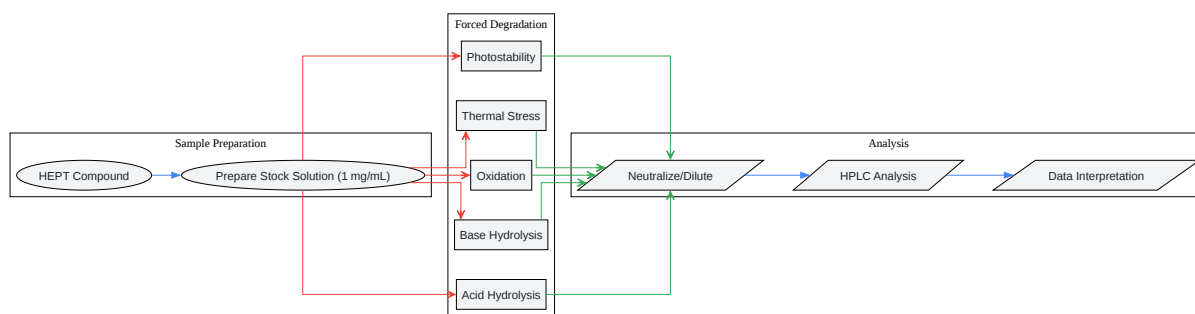 Sample Preparation
HEPT Compound
Prepare Stock Solution (1 mg/mL)
Forced Degradation
Photostability
Thermal Stress
Oxidation
Base Hydrolysis
Acid Hydrolysis
Analysis
Neutralize/Dilute
HPLC Analysis
Data Interpretation